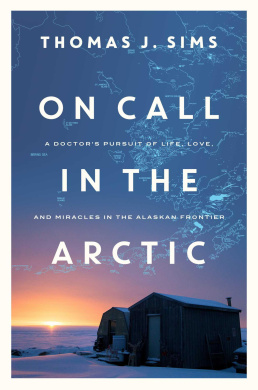 THOMAS J. SIMS
ON CALL
A DOCTOR'S PURSUIT OF LIFE, LOVE,
IN THE
AND MIRACLES IN THE ALASKAN FRONTIER
ARCTIC